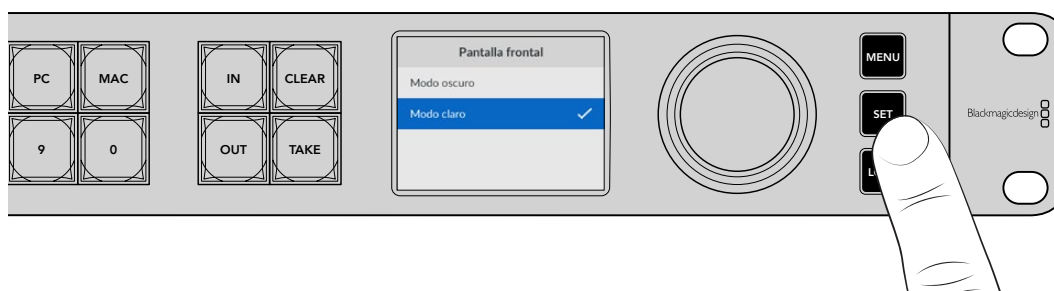 PC MAC IN CLEAR
9 0 OUT TAKE
Pantalla frontal
Modo oscuro
Modo claro
MENU
SET
Blackmagicdesign